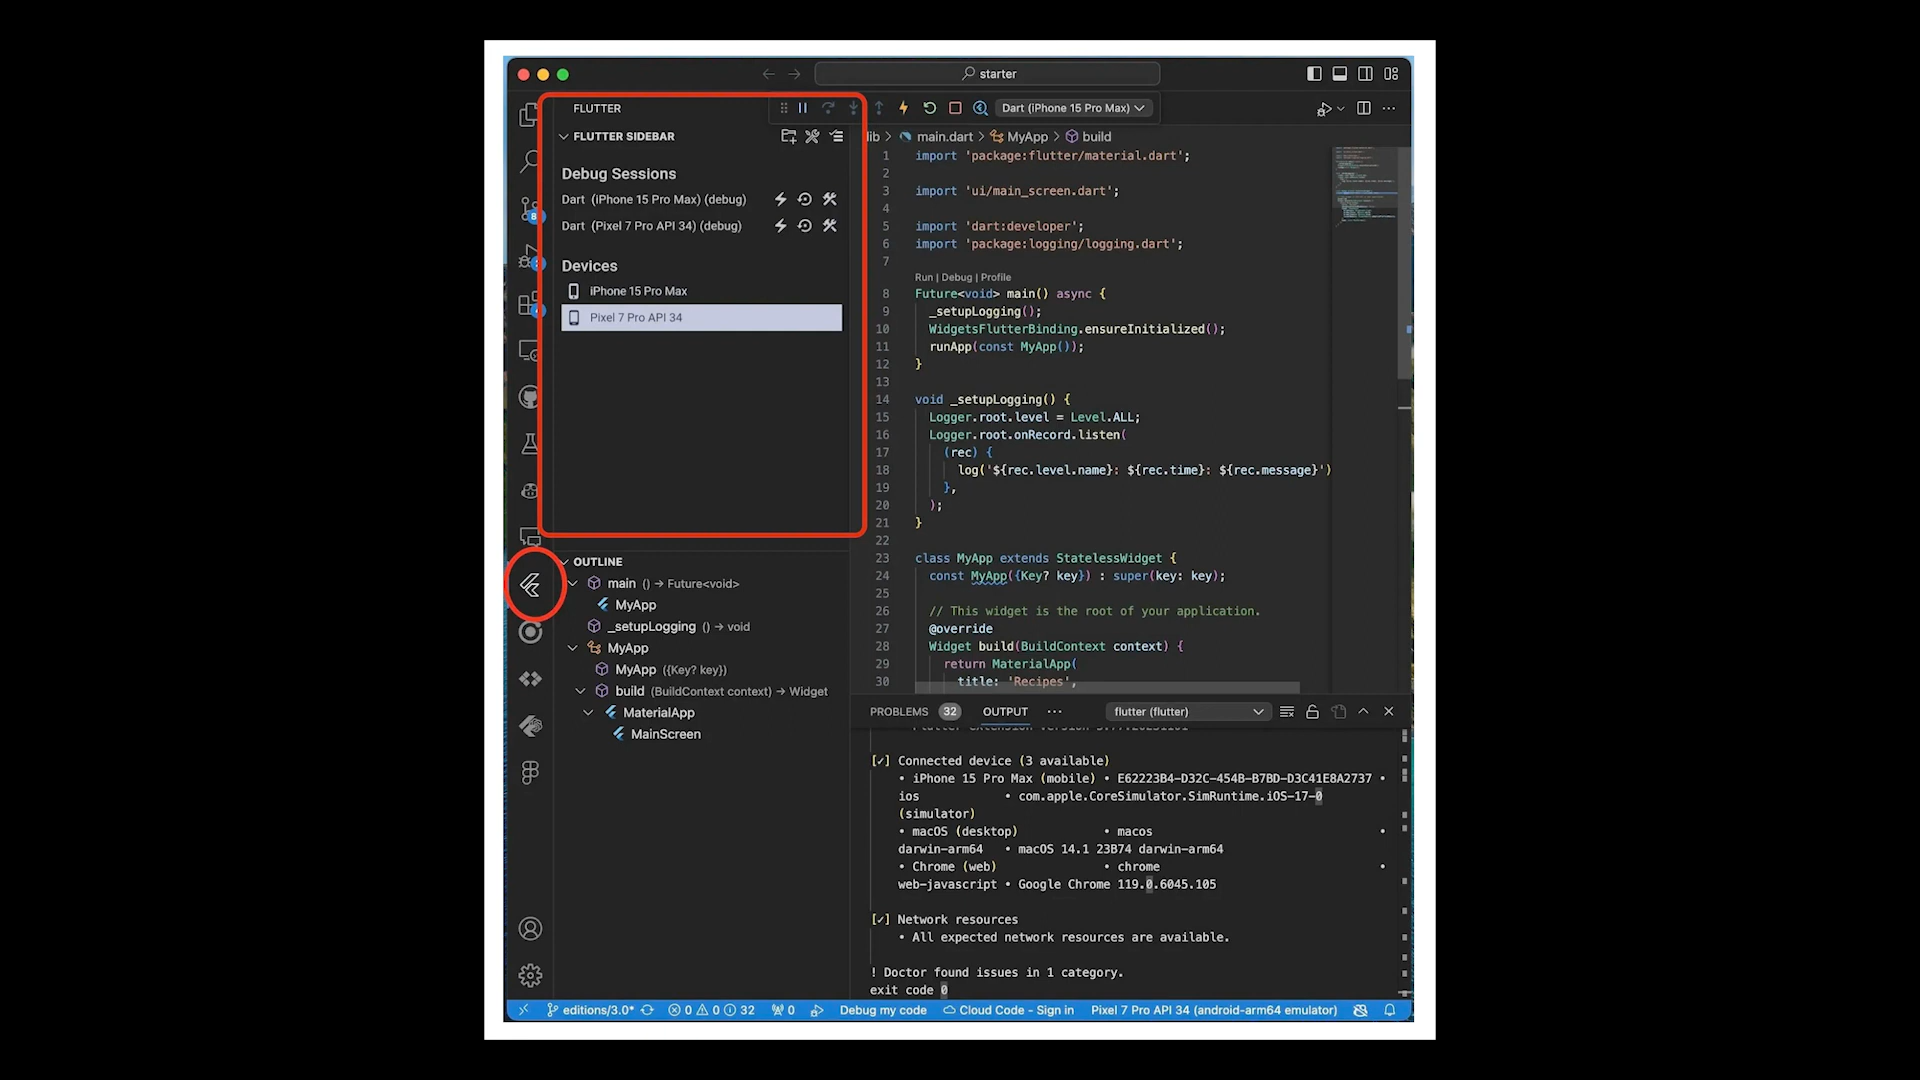 starter
FLUTTER
Dart (iPhone 15 Pro Max)
FLUTTER SIDEBAR
Debug Sessions
Dart (iPhone 15 Pro Max) (debug)
Dart (Pixel 7 Pro API 34) (debug)
Devices
iPhone 15 Pro Max
Pixel 7 Pro API 34
OUTLINE
main () → Future<void>
MyApp
_setupLogging () → void
MyApp
MyApp ({Key? key})
build (BuildContext context) → Widget
MaterialApp
MainScreen
lib > main.dart > MyApp > build
1 import 'package:flutter/material.dart';
2
3 import 'ui/main_screen.dart';
4
5 import 'dart:developer';
6 import 'package:logging/logging.dart';
7
Run | Debug | Profile
8 Future<void> main() async {
9 _setupLogging();
10 WidgetsFlutterBinding.ensureInitialized();
11 runApp(const MyApp());
12 }
13
14 void _setupLogging() {
15 Logger.root.level = Level.ALL;
16 Logger.root.onRecord.listen(
17 (rec) {
18 log('${rec.level.name}: ${rec.time}: ${rec.message}')
19 },
20 );
21 }
22
23 class MyApp extends StatelessWidget {
24 const MyApp({Key? key}) : super(key: key);
25
26 // This widget is the root of your application.
27 @override
28 Widget build(BuildContext context) {
29 return MaterialApp(
30 title: 'Recipes',
PROBLEMS 32 OUTPUT ··· flutter (flutter)
[✓] Connected device (3 available)
• iPhone 15 Pro Max (mobile) • E62223B4-D32C-454B-B7BD-D3C41E8A2737 •
ios • com.apple.CoreSimulator.SimRuntime.iOS-17-0
(simulator)
• macOS (desktop) • macos •
darwin-arm64 • macOS 14.1 23B74 darwin-arm64
• Chrome (web) • chrome •
web-javascript • Google Chrome 119.0.6045.105
[✓] Network resources
• All expected network resources are available.
! Doctor found issues in 1 category.
exit code 0
editions/3.0* 0 0 32 0 Debug my code Cloud Code - Sign in Pixel 7 Pro API 34 (android-arm64 emulator)